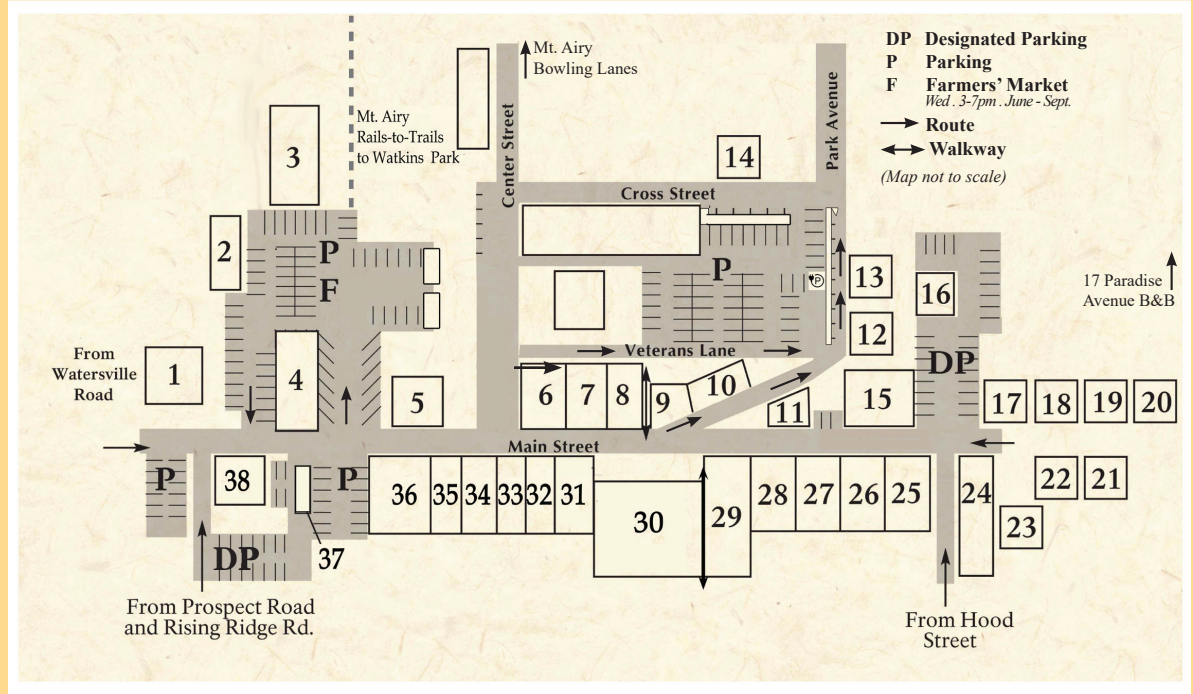 DP Designated Parking
P Parking
F Farmers' Market
Wed . 3-7pm . June - Sept.
Route
Walkway
(Map not to scale)
Mt. Airy
Bowling Lanes
Mt. Airy
Rails-to-Trails
to Watkins Park
Center Street
Park Avenue
Cross Street
17 Paradise
Avenue B&B
Veterans Lane
Main Street
From
Watersville
Road
From Prospect Road
and Rising Ridge Rd.
From Hood
Street
P
F
P
DP
P
P
DP
P
1
2
3
4
5
6
7
8
9
10
11
12
13
14
15
16
17
18
19
20
21
22
23
24
25
26
27
28
29
30
31
32
33
34
35
36
37
38